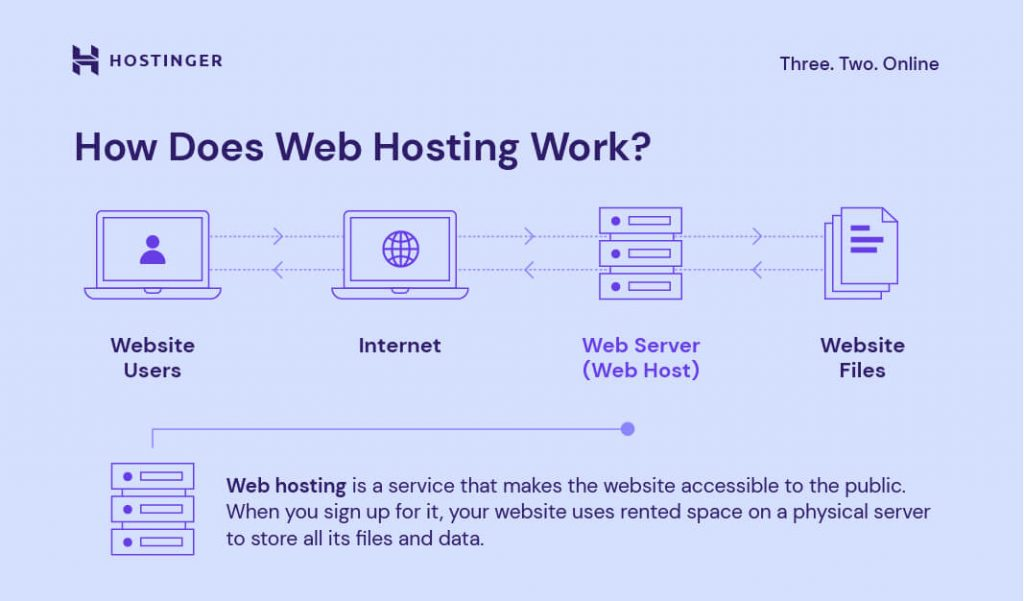 HOSTINGER
Three. Two. Online
How Does Web Hosting Work?
Website
Users
Internet
Web Server
(Web Host)
Website
Files
Web hosting is a service that makes the website accessible to the public.
When you sign up for it, your website uses rented space on a physical server
to store all its files and data.